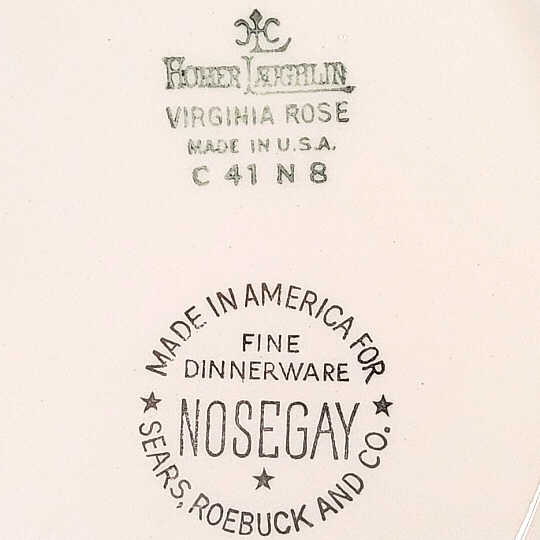 HLC
HOMER LAUGHLIN
VIRGINIA ROSE
MADE IN U.S.A.
C 41 N 8
MADE IN AMERICA FOR
FINE
DINNERWARE
NOSEGAY
SEARS, ROEBUCK AND CO.